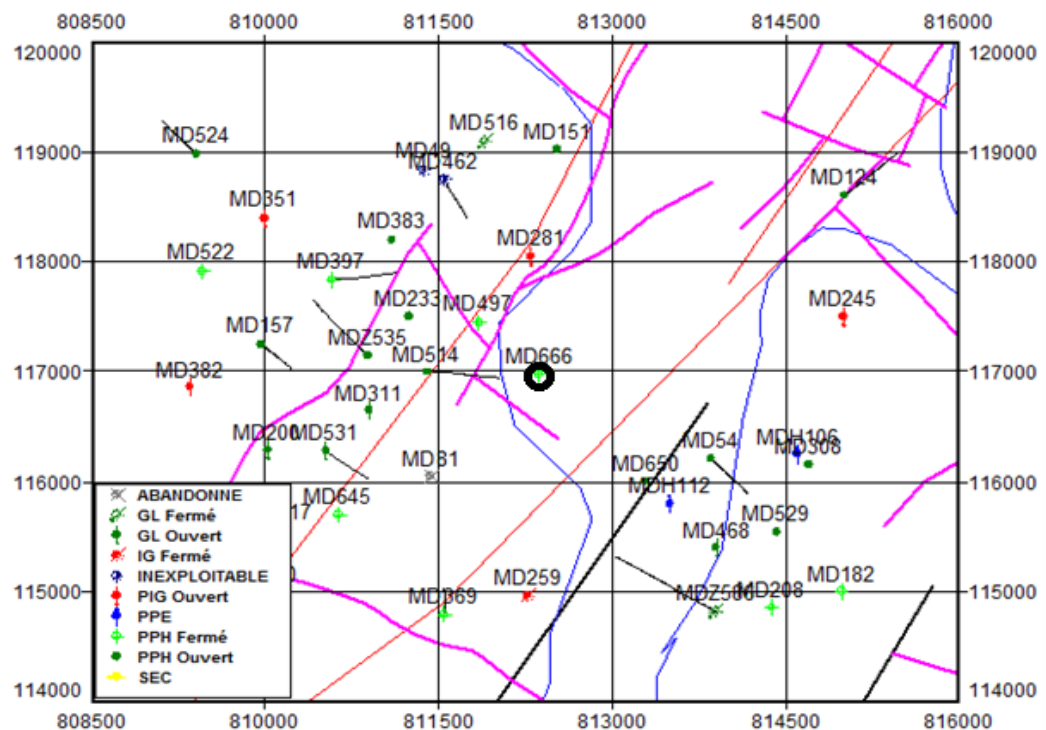 808500 810000 811500 813000 814500 816000
120000 120000
MD516
MD151
MD524
MD49
119000 119000
MD462
MD124
MD351
MD383
MD281
MD522
118000 118000
MD397
MD233
MD497
MD245
MD157
MDZ535
MD514
MD666
117000 117000
MD382
MD311
MD200
MD531
MD54
MDH106
MD308
MD81
MD650
116000 116000
MDH112
ABANDONNE
MD645
GL Fermé
17
MD529
GL Ouvert
MD468
IG Fermé
INEXPLOITABLE
MD259
MD182
115000 115000
PIG Ouvert
MD369
MD208
PPE
PPH Fermé
PPH Ouvert
SEC
114000 114000
808500 810000 811500 813000 814500 816000